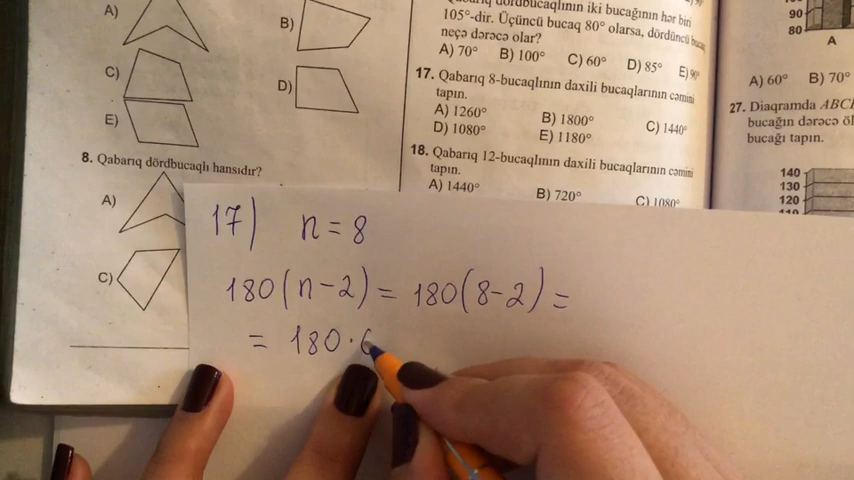 A)
B)
C)
D)
E)
8. Qabarıq dördbucaqlı hansıdır?
A)
C)
dördbucaqlının iki bucağının hər biri
105°-dir. Üçüncü bucaq 80° olarsa, dördüncü
neçə dərəcə olar?
A) 70° B) 100° C) 60° D) 85° E) 90°
17. Qabarıq 8-bucaqlının daxili bucaqlarının cəmini
tapın.
A) 1260° B) 1800° C) 1440°
D) 1080° E) 1180°
18. Qabarıq 12-bucaqlının daxili bucaqlarının cəmini
tapın.
A) 1440° B) 720° C) 1080°
90
80
A
A) 60° B) 70°
27. Diaqramda
bucağın dərəcə
bucağı tapın.
140
130
120
110
17) n = 8
180(n-2) = 180(8-2) =
= 180·6